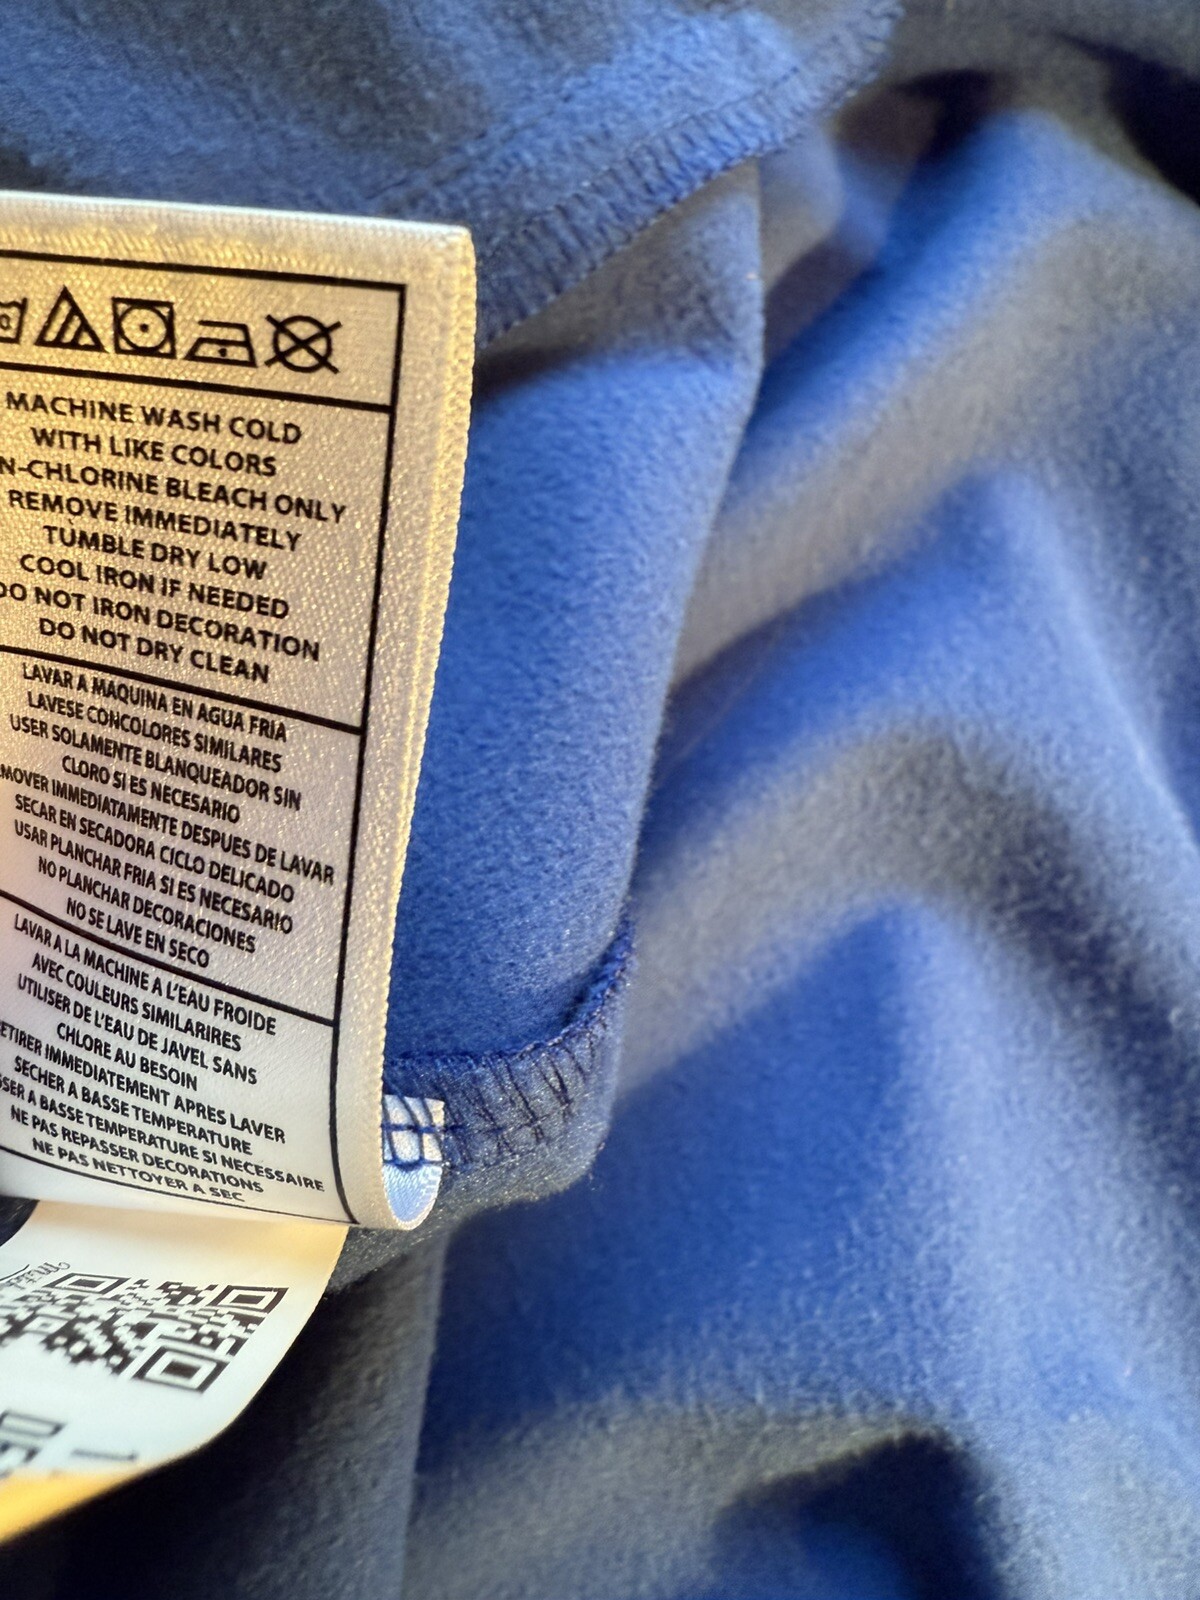 MACHINE WASH COLD
WITH LIKE COLORS
N-CHLORINE BLEACH ONLY
REMOVE IMMEDIATELY
TUMBLE DRY LOW
COOL IRON IF NEEDED
DO NOT IRON DECORATION
DO NOT DRY CLEAN
LAVAR A MAQUINA EN AGUA FRIA
LAVESE CONCOLORES SIMILARES
USER SOLAMENTE BLANQUEADOR SIN
CLORO SI ES NECESARIO
MOVER IMMEDIATAMENTE DESPUES DE LAVAR
SECAR EN SECADORA CICLO DELICADO
USAR PLANCHAR FRIA SI ES NECESARIO
NO PLANCHAR DECORACIONES
NO SE LAVE EN SECO
LAVAR A LA MACHINE A L'EAU FROIDE
AVEC COULEURS SIMILARIRES
UTILISER DE L'EAU DE JAVEL SANS
CHLORE AU BESOIN
ETIRER IMMEDIATEMENT APRES LAVER
SECHER A BASSE TEMPERATURE
SSER A BASSE TEMPERATURE SI NECESSAIRE
NE PAS REPASSER DECORATIONS
NE PAS NETTOYER A SEC